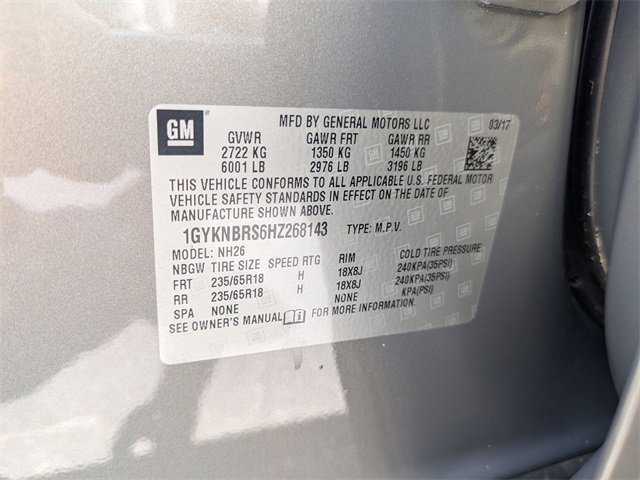 GM
MFD BY GENERAL MOTORS LLC 03/17
GVWR GAWR FRT GAWR RR
2722 KG 1350 KG 1450 KG
6001 LB 2976 LB 3196 LB
THIS VEHICLE CONFORMS TO ALL APPLICABLE U.S. FEDERAL MOTOR
VEHICLE SAFETY STANDARDS IN EFFECT ON THE DATE OF
MANUFACTURE SHOWN ABOVE.
1GYKNBRS6HZ268143 TYPE: M.P.V.
MODEL: NH26
NBGW TIRE SIZE SPEED RTG RIM COLD TIRE PRESSURE
FRT 235/65R18 H 18X8J 240KPA(35PSI)
RR 235/65R18 H 18X8J 240KPA(35PSI)
SPA NONE NONE KPA(PSI)
SEE OWNER'S MANUAL FOR MORE INFORMATION.